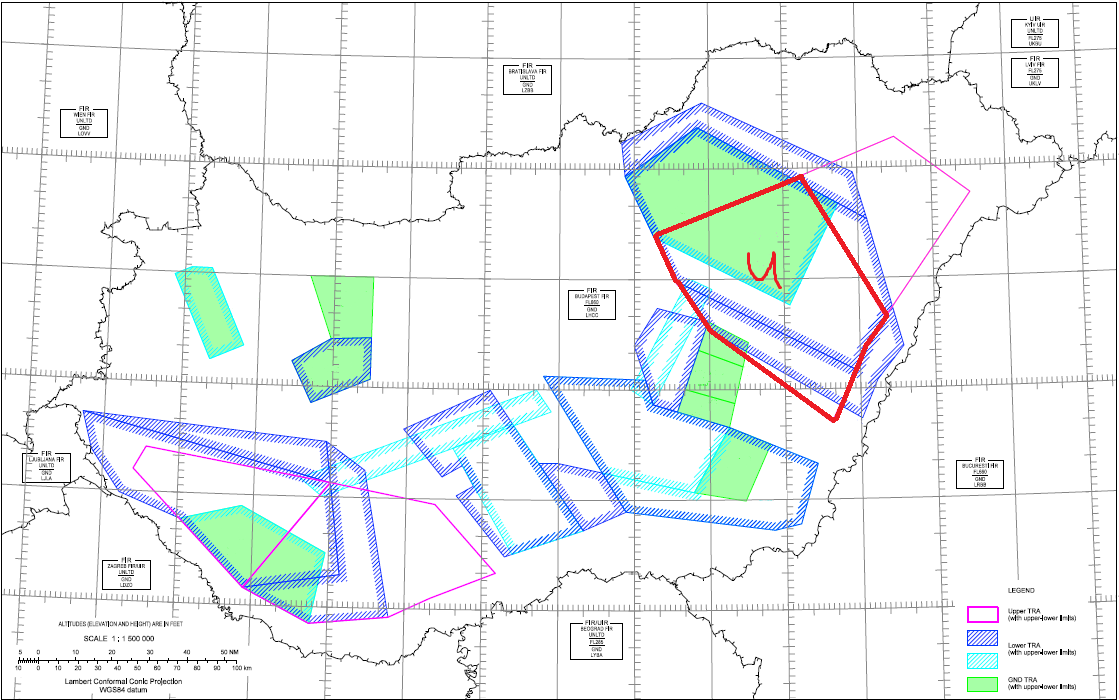 FIR
WIEN FIR
UNLTD
GND
LOVV
FIR
BRATISLAVA FIR
UNLTD
GND
LZBB
UIR
KYIV UIR
UNLTD
FL275
UKBU
FIR
LVIV FIR
FL275
GND
UKLV
u
FIR
BUDAPEST FIR
FL660
GND
LHCC
FIR
LJUBLJANA FIR
UNLTD
GND
LJLA
FIR
BUCURESTI FIR
FL660
GND
LRBB
FIR
ZAGREB FIR/UIR
UNLTD
GND
LDZO
FIR/UIR
BEOGRAD FIR
UNLTD
FL285
GND
LYBA
ALTITUDES (ELEVATION AND HEIGHT) ARE IN FEET
SCALE 1 : 1 500 000
5 0 10 20 30 40 50 NM
10 0 10 20 30 40 50 60 70 80 90 100 km
Lambert Conformal Conic Projection
WGS84 datum
LEGEND
Upper TRA
(with upper-lower limits)
Lower TRA
(with upper-lower limits)
GND TRA
(with upper-lower limits)